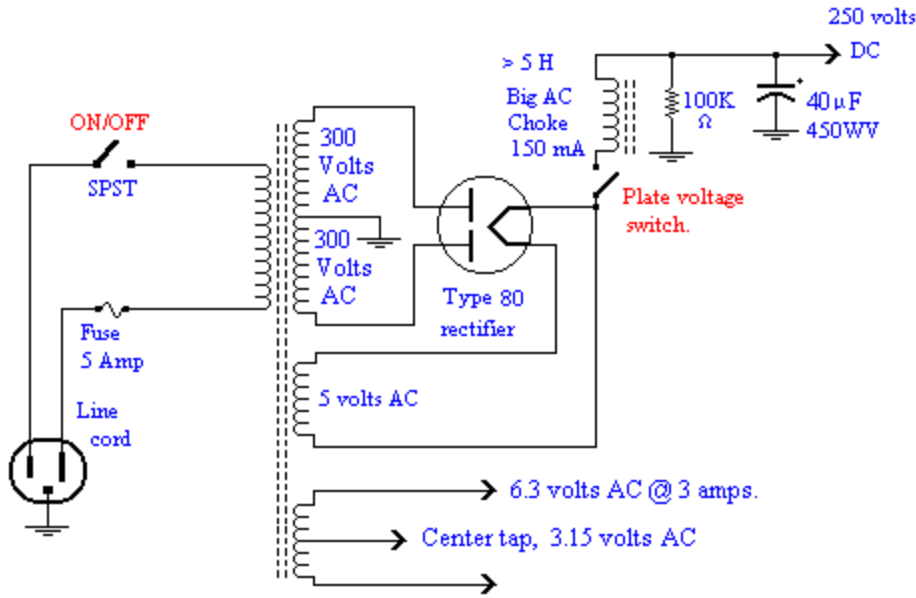 250 volts
DC
> 5 H
Big AC
Choke
150 mA
100K
Ω
40µF
450WV
+
ON/OFF
SPST
300
Volts
AC
300
Volts
AC
Plate voltage
switch.
Type 80
rectifier
Fuse
5 Amp
5 volts AC
Line
cord
6.3 volts AC @ 3 amps.
Center tap, 3.15 volts AC